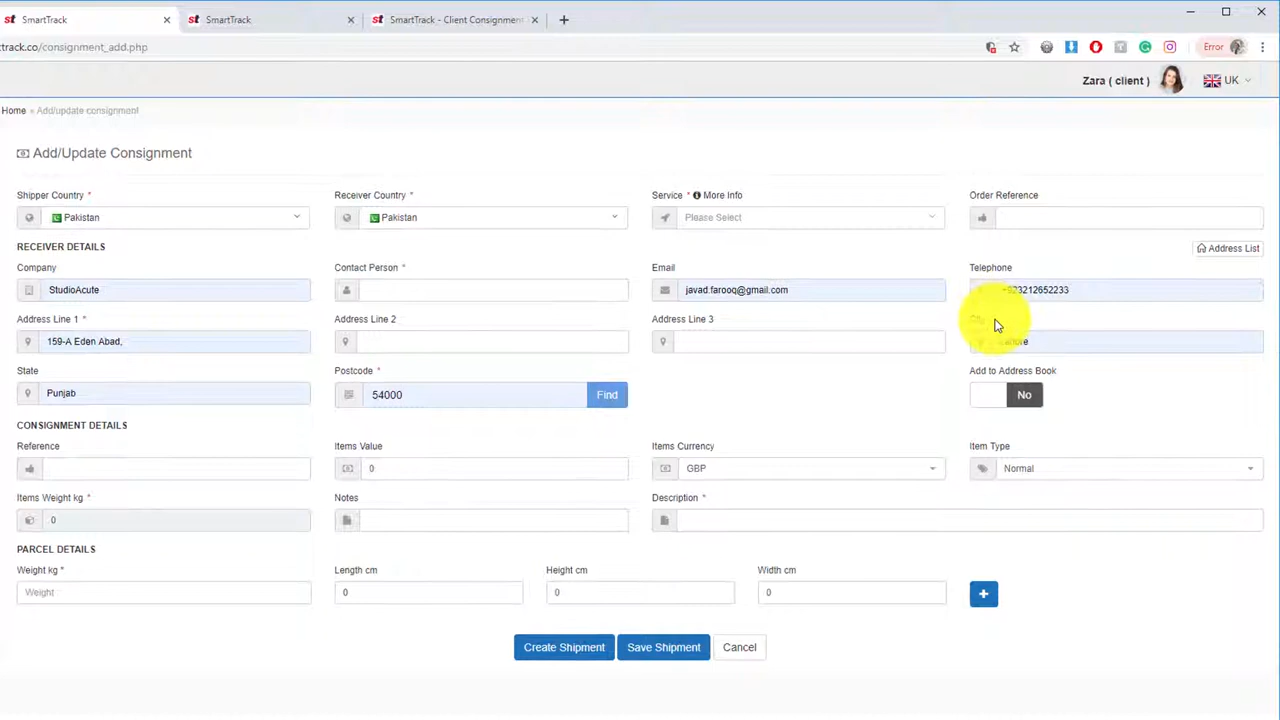 SmartTrack
SmartTrack
SmartTrack - Client Consignment
track.co/consignment_add.php
Error
Zara ( client )
UK
Home » Add/update consignment
Add/Update Consignment
Shipper Country *
Receiver Country *
Service * More Info
Order Reference
Pakistan
Pakistan
Please Select
RECEIVER DETAILS
Address List
Company
Contact Person *
Email
Telephone
StudioAcute
javad.farooq@gmail.com
+923212652233
Address Line 1 *
Address Line 2
Address Line 3
City
159-A Eden Abad,
Lahore
State
Postcode *
Add to Address Book
Punjab
54000
Find
No
CONSIGNMENT DETAILS
Reference
Items Value
Items Currency
Item Type
0
GBP
Normal
Items Weight kg *
Notes
Description *
0
PARCEL DETAILS
Weight kg *
Length cm
Height cm
Width cm
Weight
0
0
0
Create Shipment
Save Shipment
Cancel